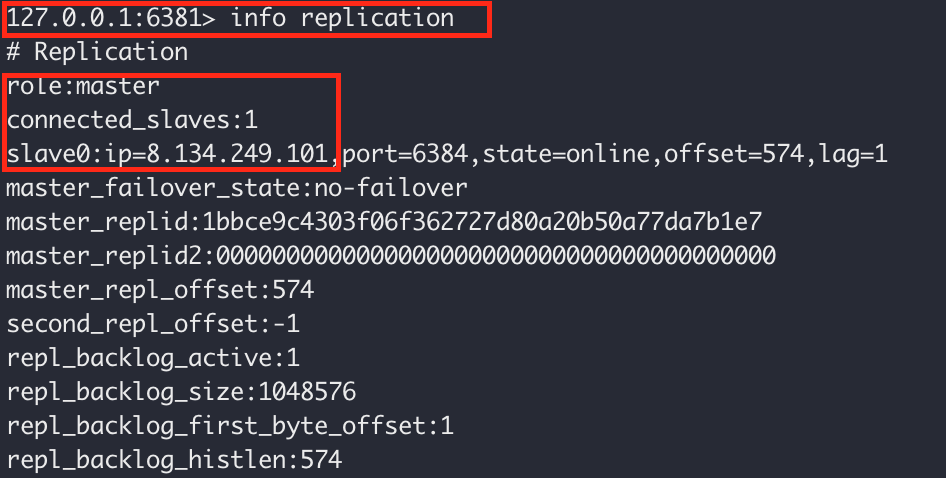 127.0.0.1:6381> info replication
# Replication
role:master
connected_slaves:1
slave0:ip=8.134.249.101,port=6384,state=online,offset=574,lag=1
master_failover_state:no-failover
master_replid:1bbce9c4303f06f362727d80a20b50a77da7b1e7
master_replid2:0000000000000000000000000000000000000000
master_repl_offset:574
second_repl_offset:-1
repl_backlog_active:1
repl_backlog_size:1048576
repl_backlog_first_byte_offset:1
repl_backlog_histlen:574